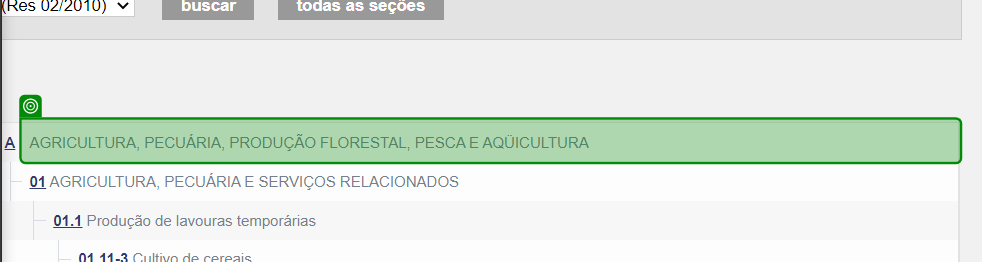 (Res 02/2010) buscar todas as seções
A AGRICULTURA, PECUÁRIA, PRODUÇÃO FLORESTAL, PESCA E AQÜICULTURA
01 AGRICULTURA, PECUÁRIA E SERVIÇOS RELACIONADOS
01.1 Produção de lavouras temporárias
01.11-3 Cultivo de cereais